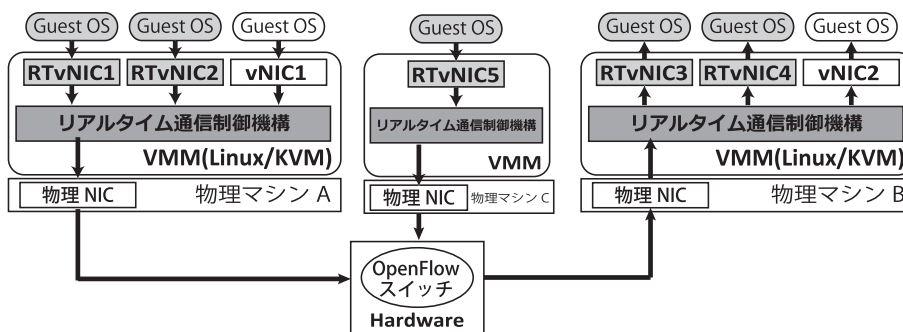 Guest OS Guest OS Guest OS
RTvNIC1 RTvNIC2 vNIC1
リアルタイム通信制御機構
VMM(Linux/KVM)
物理 NIC 物理マシン A
Guest OS
RTvNIC5
リアルタイム通信制御機構
VMM
物理 NIC 物理マシン C
Guest OS Guest OS Guest OS
RTvNIC3 RTvNIC4 vNIC2
リアルタイム通信制御機構
VMM(Linux/KVM)
物理 NIC 物理マシン B
OpenFlow
スイッチ
Hardware